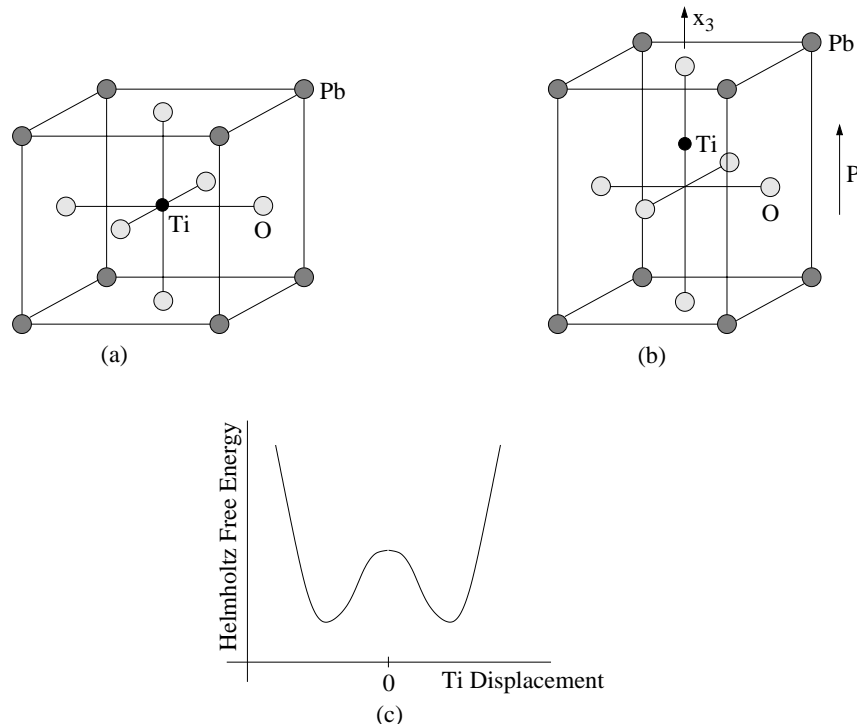 Pb
Ti
O
(a)
x3
Pb
Ti
P
O
(b)
Helmholtz Free Energy
0
Ti Displacement
(c)